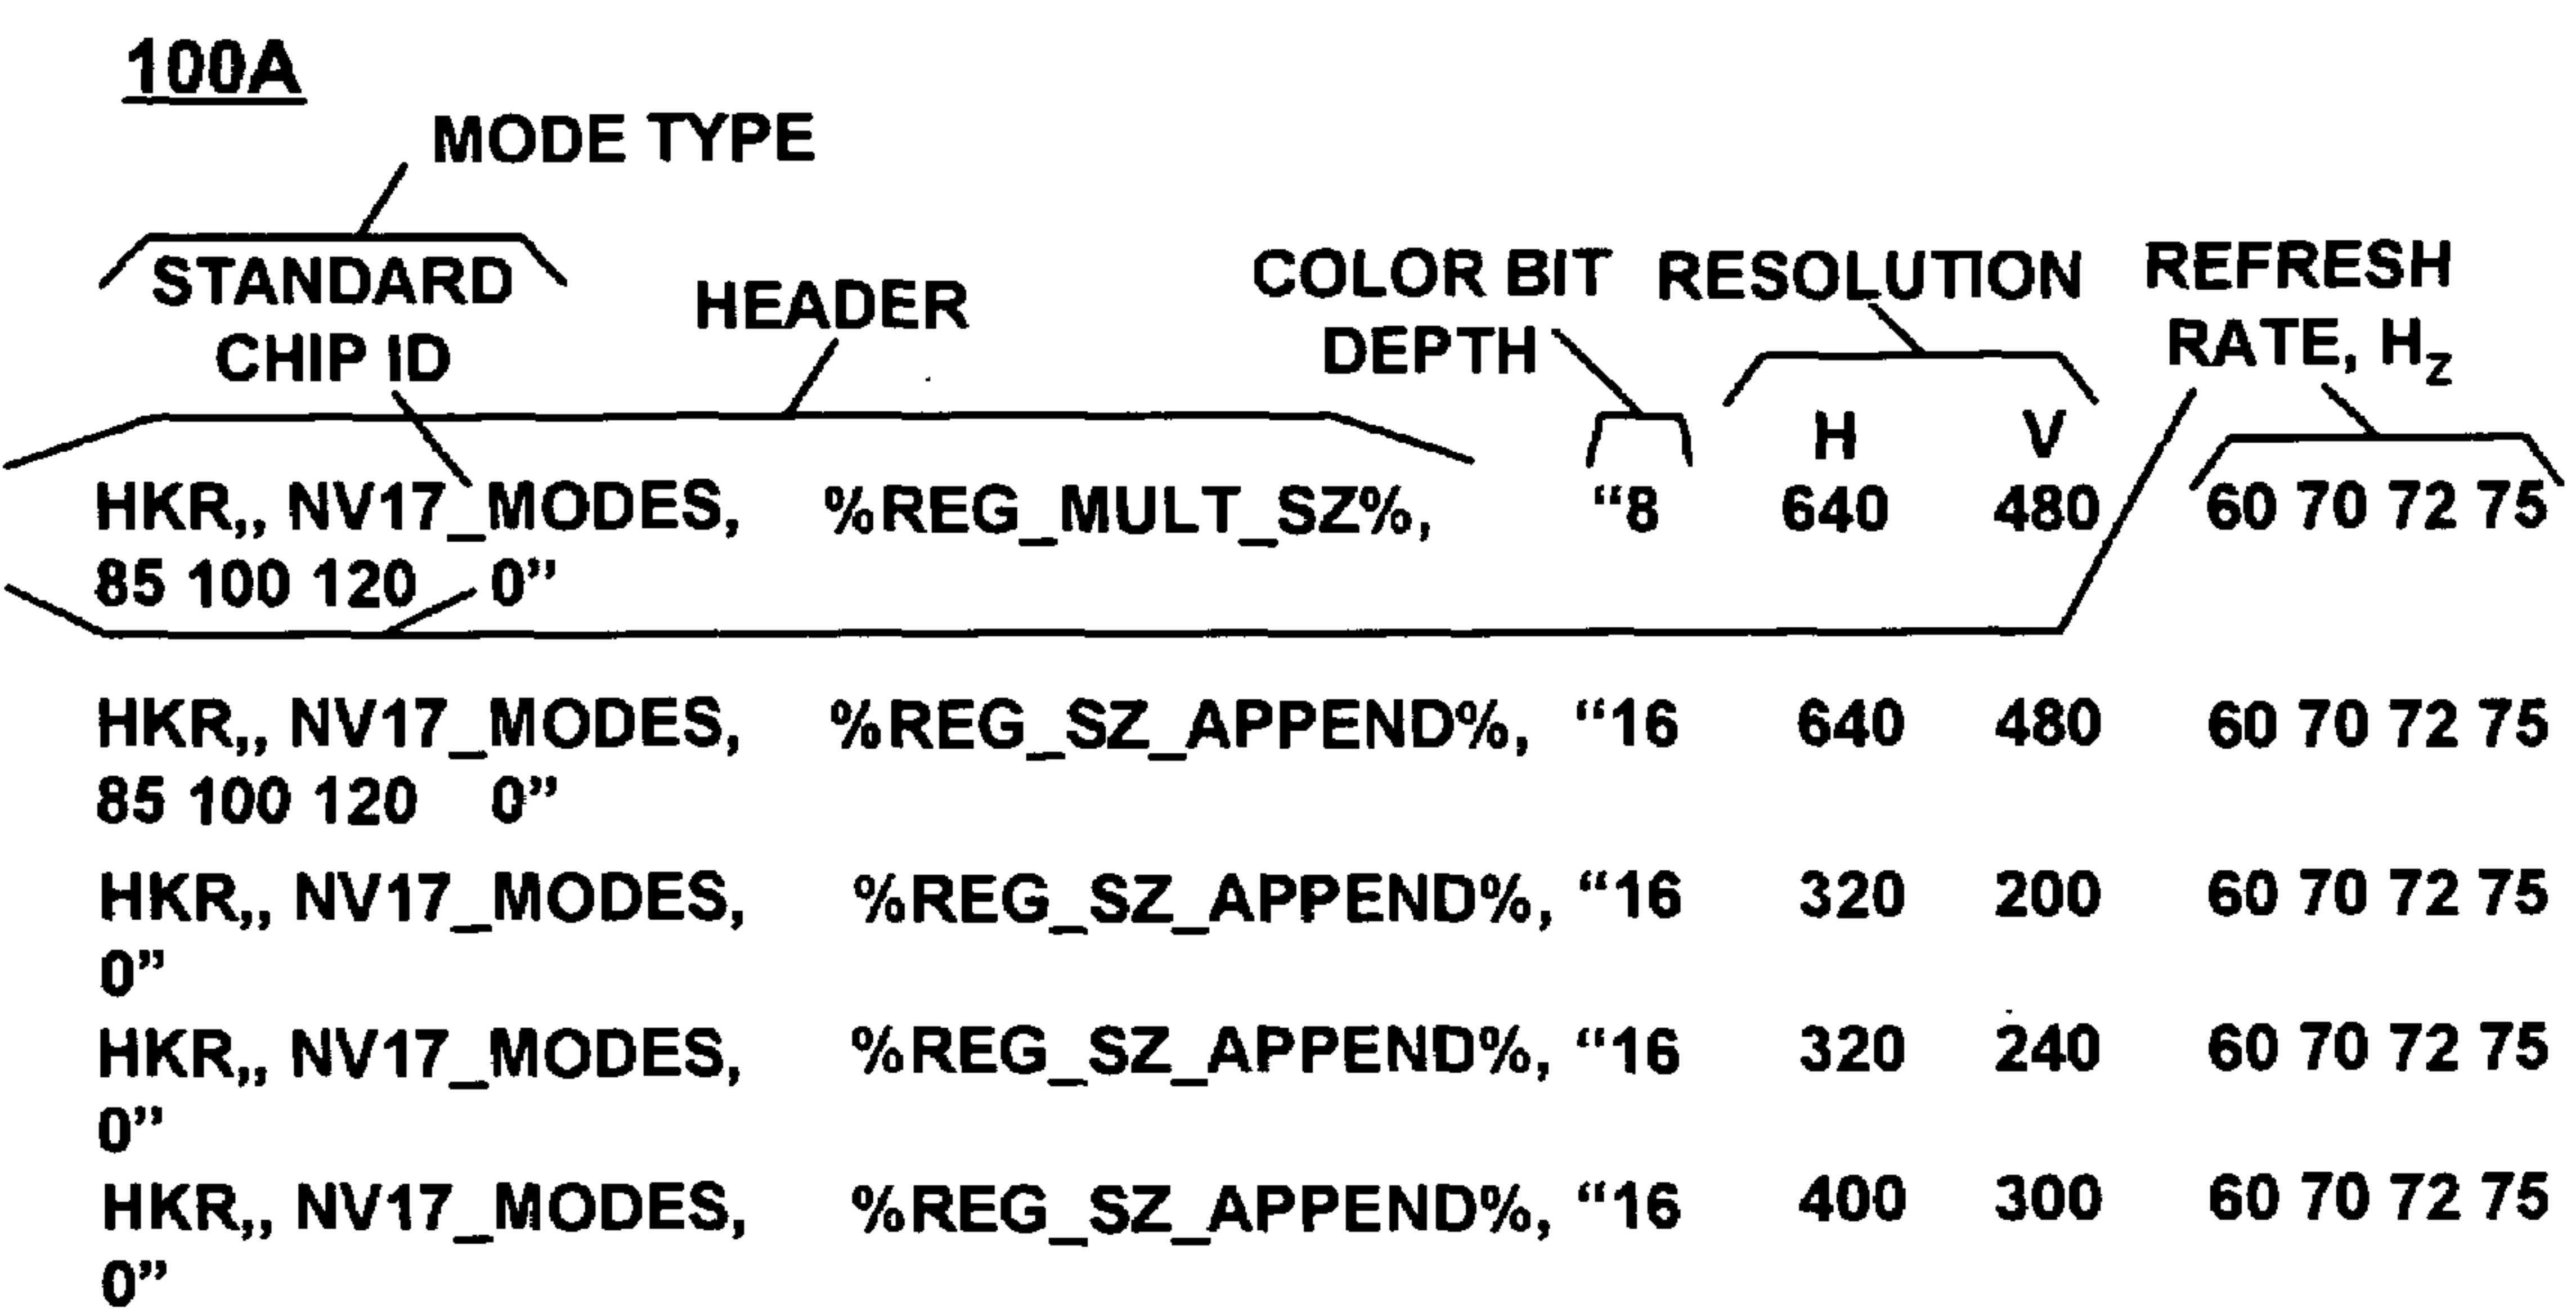 100A
MODE TYPE
STANDARD
CHIP ID
HEADER
COLOR BIT
DEPTH
RESOLUTION
REFRESH
RATE, HZ
H V
HKR,, NV17_MODES, %REG_MULT_SZ%, “8 640 480 60 70 72 75
85 100 120 0”
HKR,, NV17_MODES, %REG_SZ_APPEND%, “16 640 480 60 70 72 75
85 100 120 0”
HKR,, NV17_MODES, %REG_SZ_APPEND%, “16 320 200 60 70 72 75
0”
HKR,, NV17_MODES, %REG_SZ_APPEND%, “16 320 240 60 70 72 75
0”
HKR,, NV17_MODES, %REG_SZ_APPEND%, “16 400 300 60 70 72 75
0”